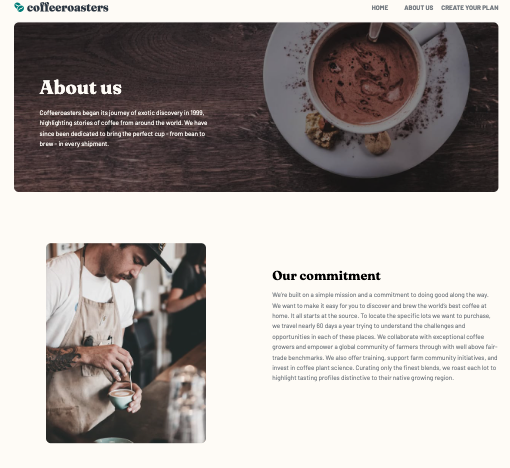 coffeeroasters
HOME ABOUT US CREATE YOUR PLAN
About us
Coffeeroasters began its journey of exotic discovery in 1999,
highlighting stories of coffee from around the world. We have
since been dedicated to bring the perfect cup - from bean to
brew - in every shipment.
Our commitment
We're built on a simple mission and a commitment to doing good along the way.
We want to make it easy for you to discover and brew the world's best coffee at
home. It all starts at the source. To locate the specific lots we want to purchase,
we travel nearly 60 days a year trying to understand the challenges and
opportunities in each of these places. We collaborate with exceptional coffee
growers and empower a global community of farmers through with well above fair-
trade benchmarks. We also offer training, support farm community initiatives, and
invest in coffee plant science. Curating only the finest blends, we roast each lot to
highlight tasting profiles distinctive to their native growing region.